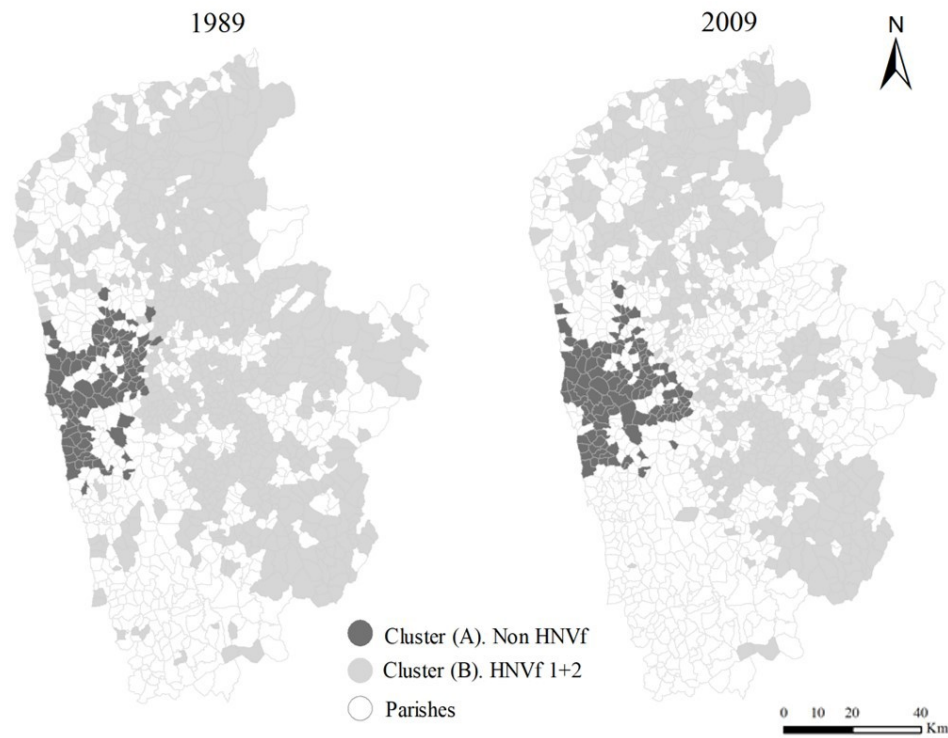 1989
2009
N
Cluster (A). Non HNVf
Cluster (B). HNVf 1+2
Parishes
0 10 20 40
Km